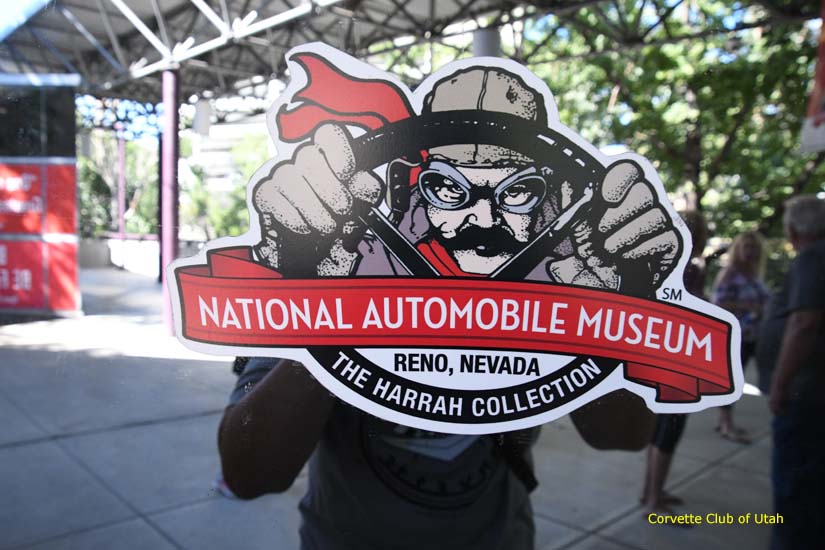 NATIONAL AUTOMOBILE MUSEUM
SM
RENO, NEVADA
THE HARRAH COLLECTION
Corvette Club of Utah